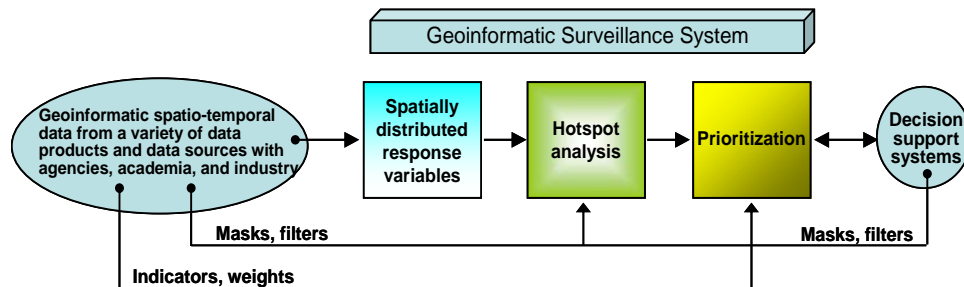 Geoinformatic Surveillance System
Geoinformatic spatio-temporal
data from a variety of data
products and data sources with
agencies, academia, and industry
Spatially
distributed
response
variables
Hotspot
analysis
Prioritization
Decision
support
systems
Masks, filters
Masks, filters
Indicators, weights